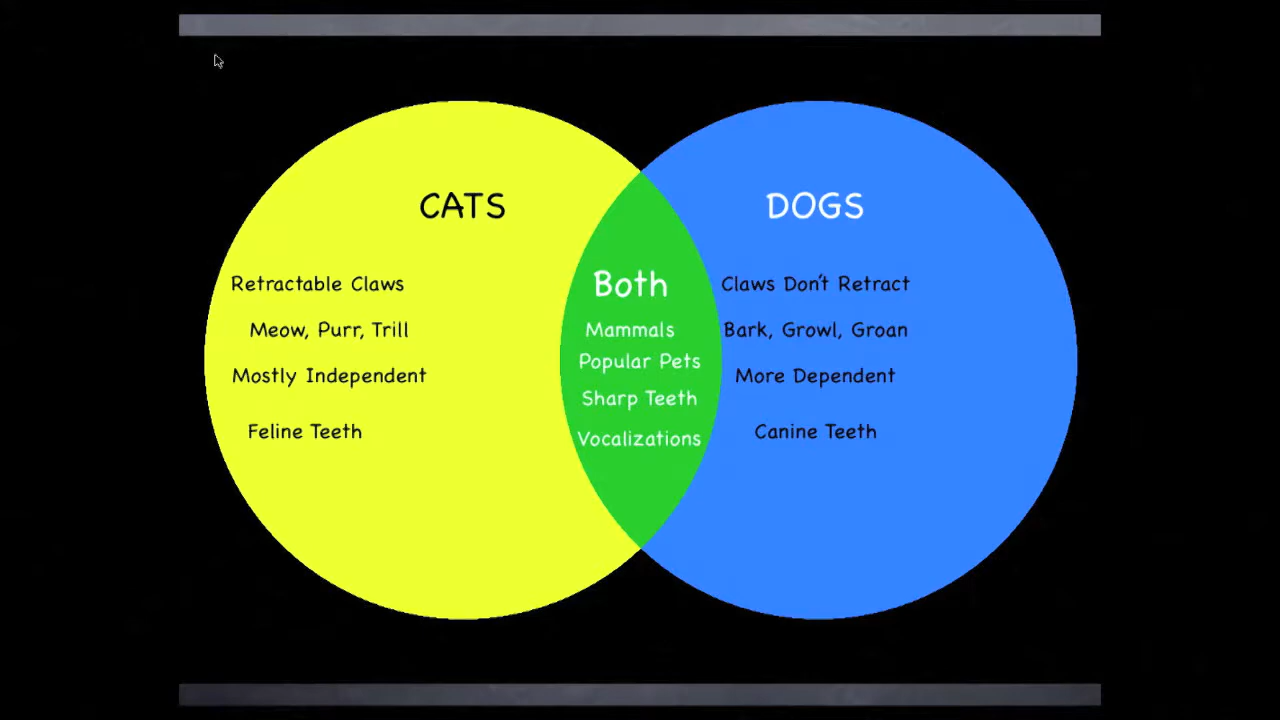 CATS
Retractable Claws
Meow, Purr, Trill
Mostly Independent
Feline Teeth
Both
Mammals
Popular Pets
Sharp Teeth
Vocalizations
DOGS
Claws Don't Retract
Bark, Growl, Groan
More Dependent
Canine Teeth